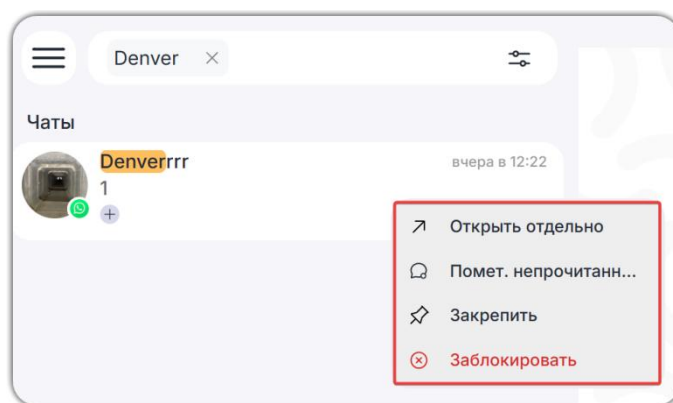 Denver
Чаты
Denverrrr
вчера в 12:22
1
Открыть отдельно
Помет. непрочитанн...
Закрепить
Заблокировать